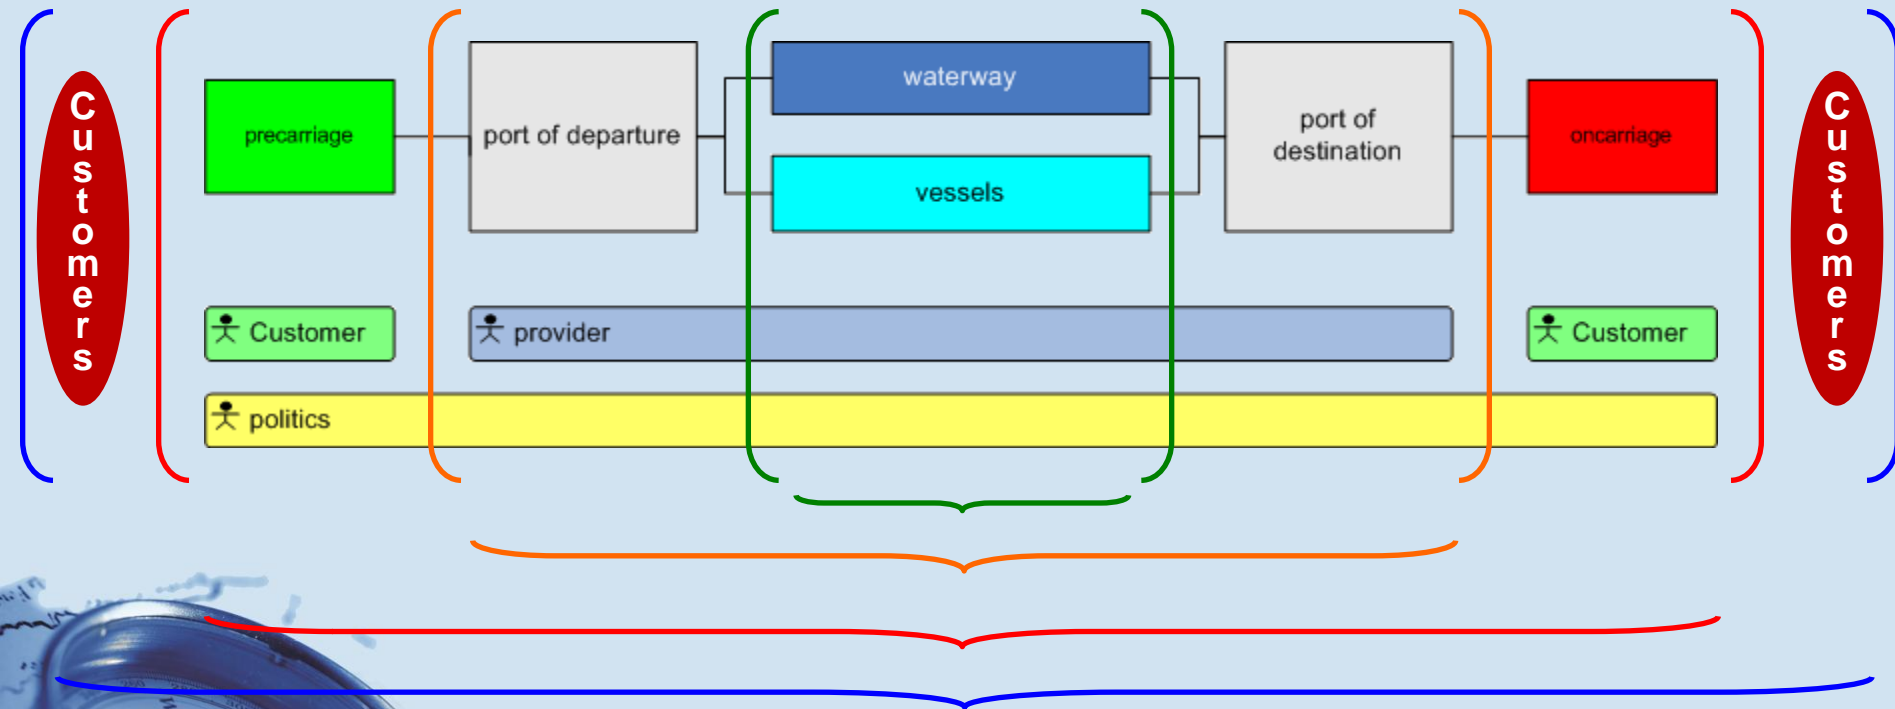 Customers
precarriage
port of departure
waterway
vessels
port of
destination
oncarriage
Customers
Customer
provider
Customer
politics